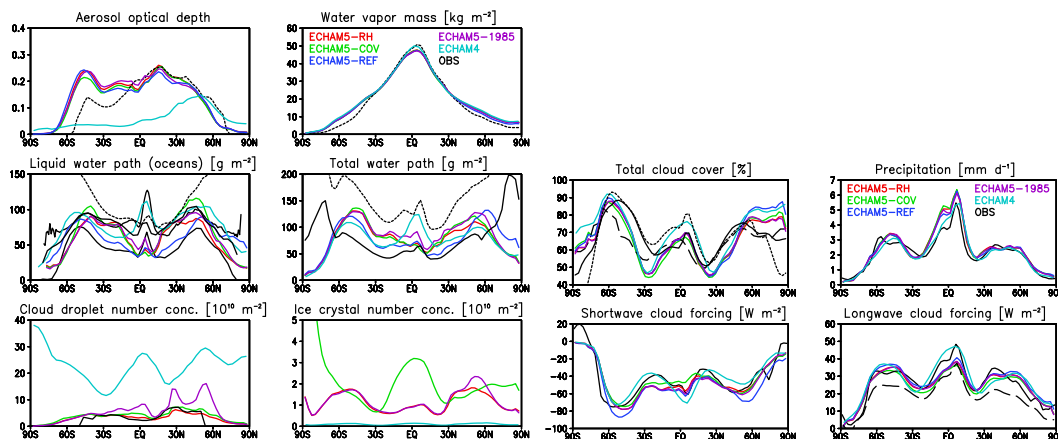 Aerosol optical depth
0.4
0.3
0.2
0.1
0
90S 60S 30S EQ 30N 60N 90N
Water vapor mass [kg m⁻²]
ECHAM5-RH ECHAM5-1985
ECHAM5-COV ECHAM4
ECHAM5-REF OBS
60
50
40
30
20
10
0
90S 60S 30S EQ 30N 60N 90N
Liquid water path (oceans) [g m⁻²]
150
100
50
0
90S 60S 30S EQ 30N 60N 90N
Total water path [g m⁻²]
200
150
100
50
0
90S 60S 30S EQ 30N 60N 90N
Total cloud cover [%]
100
90
80
70
60
50
40
90S 60S 30S EQ 30N 60N 90N
Precipitation [mm d⁻¹]
ECHAM5-RH ECHAM5-1985
ECHAM5-COV ECHAM4
ECHAM5-REF OBS
7
6
5
4
3
2
1
0
90S 60S 30S EQ 30N 60N 90N
Cloud droplet number conc. [10¹⁰ m⁻²]
40
30
20
10
0
90S 60S 30S EQ 30N 60N 90N
Ice crystal number conc. [10¹⁰ m⁻²]
5
4
3
2
1
0
90S 60S 30S EQ 30N 60N 90N
Shortwave cloud forcing [W m⁻²]
20
0
-20
-40
-60
-80
-100
90S 60S 30S EQ 30N 60N 90N
Longwave cloud forcing [W m⁻²]
60
50
40
30
20
10
0
90S 60S 30S EQ 30N 60N 90N